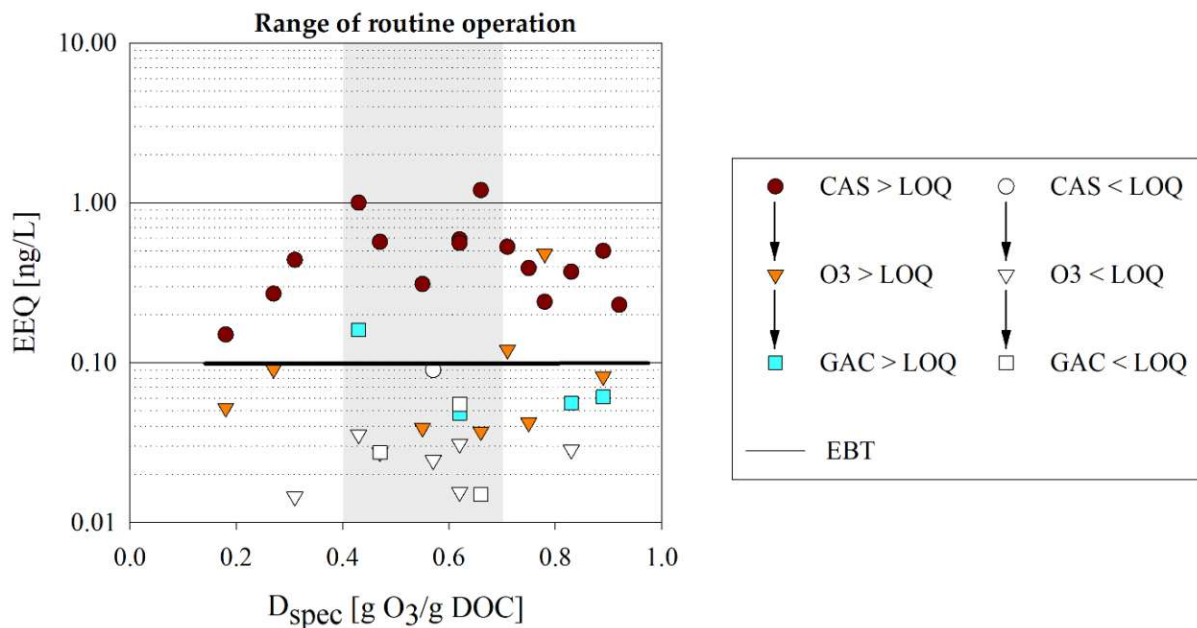 Range of routine operation
10.00
1.00
0.10
0.01
EEQ [ng/L]
0.0 0.2 0.4 0.6 0.8 1.0
Dspec [g O3/g DOC]
CAS > LOQ CAS < LOQ
O3 > LOQ O3 < LOQ
GAC > LOQ GAC < LOQ
EBT